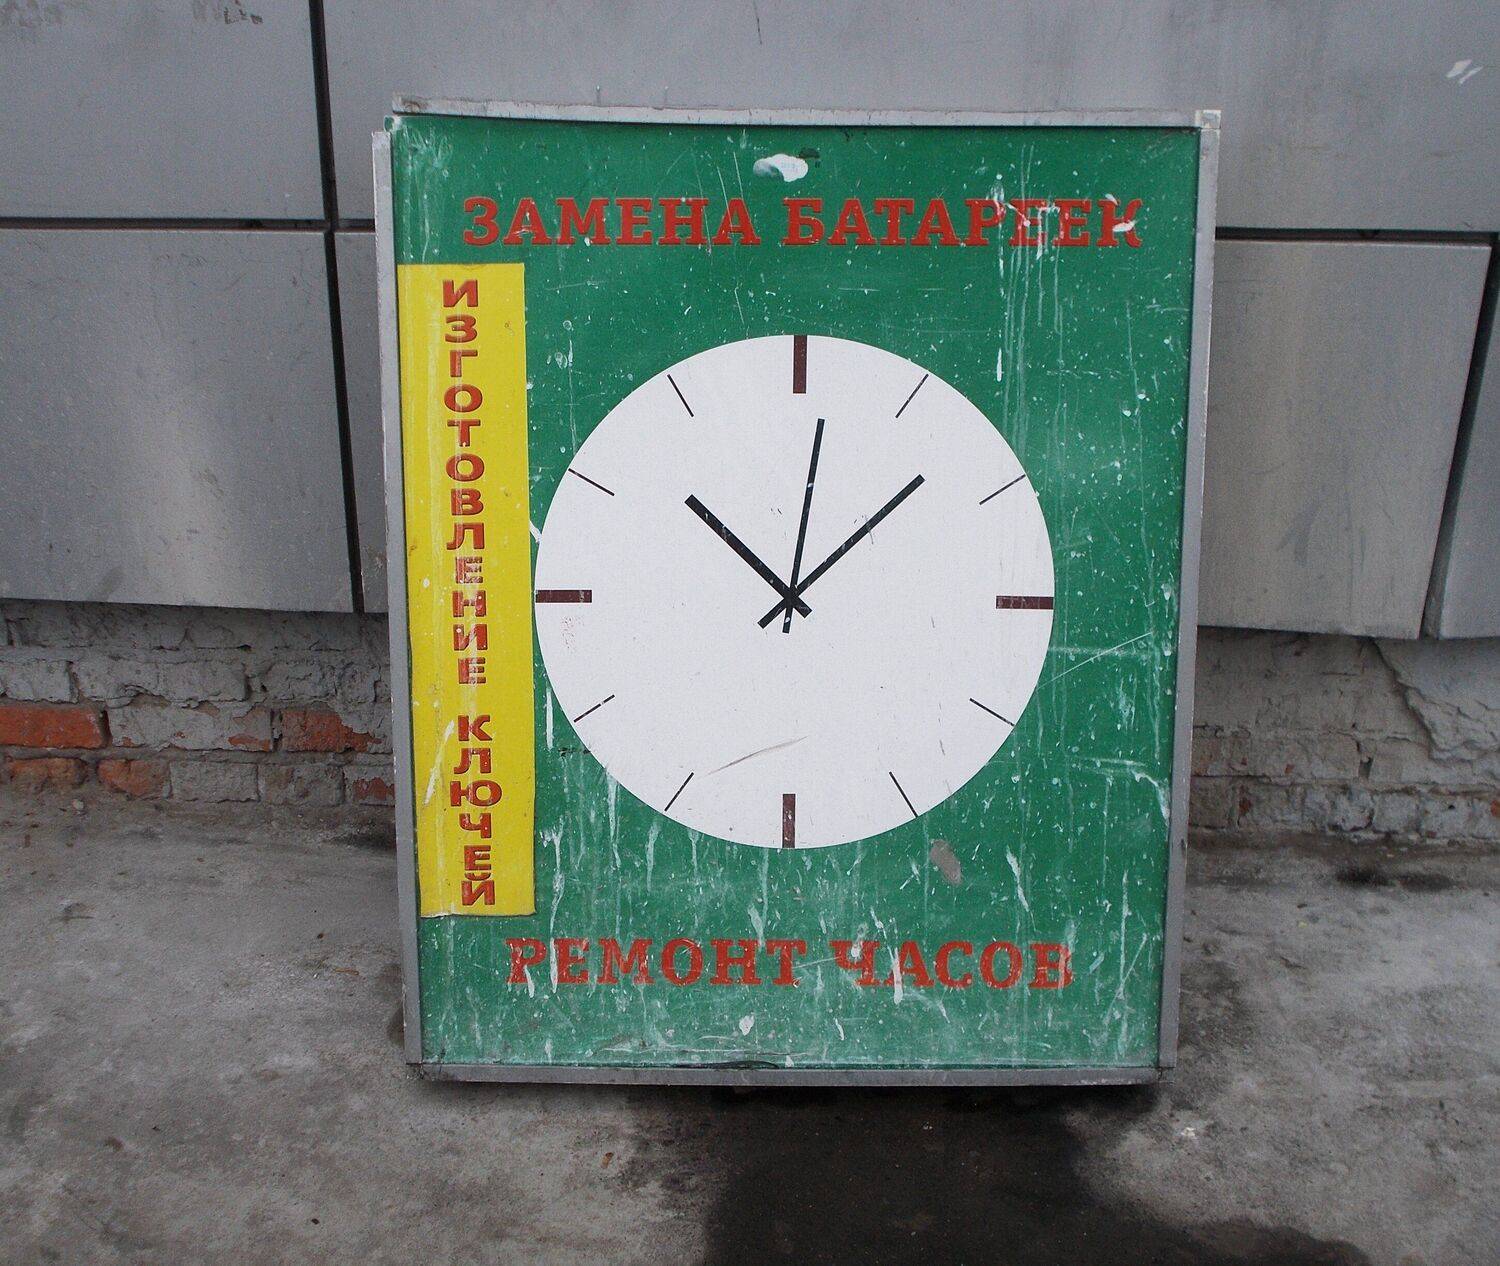 ЗАМЕНА БАТАРЕЕК
ИЗГОТОВЛЕНИЕ КЛЮЧЕЙ
РЕМОНТ ЧАСОВ